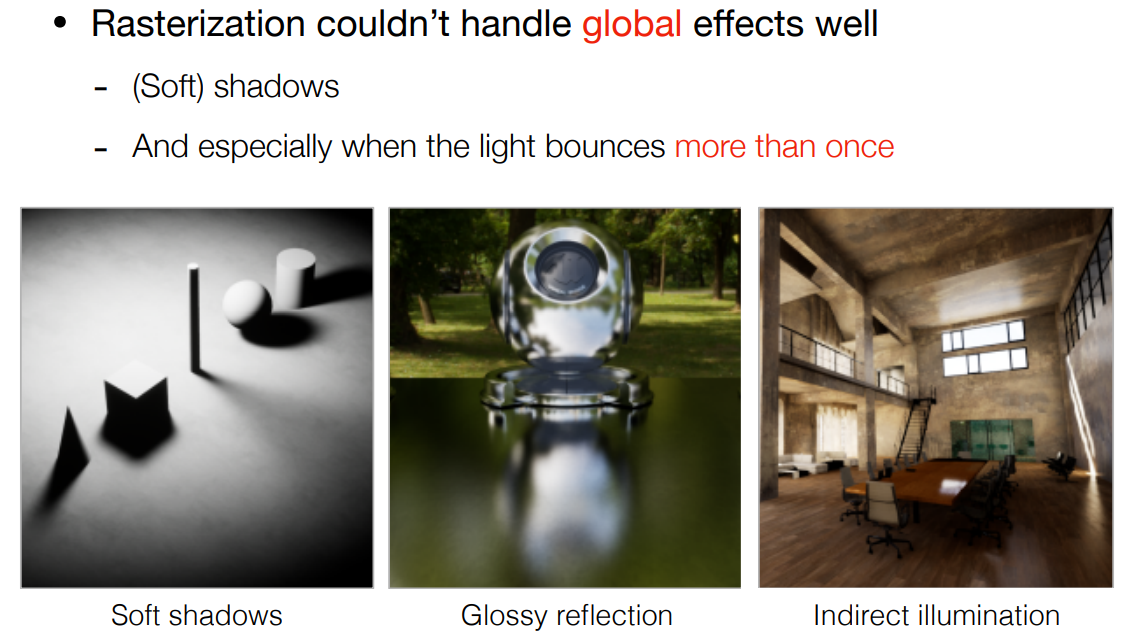 • Rasterization couldn’t handle global effects well
- (Soft) shadows
- And especially when the light bounces more than once
Soft shadows
Glossy reflection
Indirect illumination